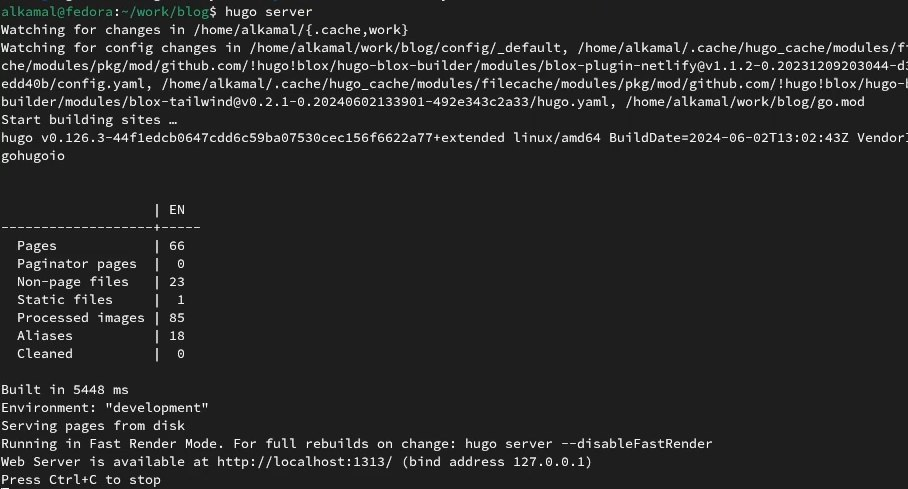 alkamal@fedora:~/work/blog$ hugo server
Watching for changes in /home/alkamal/{.cache,work}
Watching for config changes in /home/alkamal/work/blog/config/_default, /home/alkamal/.cache/hugo_cache/modules/fi
che/modules/pkg/mod/github.com/!hugo!blox/hugo-blox-builder/modules/blox-plugin-netlify@v1.1.2-0.20231209203044-d3
edd40b/config.yaml, /home/alkamal/.cache/hugo_cache/modules/filecache/modules/pkg/mod/github.com/!hugo!blox/hugo-b
builder/modules/blox-tailwind@v0.2.1-0.20240602133901-492e343c2a33/hugo.yaml, /home/alkamal/work/blog/go.mod
Start building sites …
hugo v0.126.3-44f1edcb0647cdd6c59ba07530cec156f6622a77+extended linux/amd64 BuildDate=2024-06-02T13:02:43Z Vendor
gohugoio
| EN
-------------------+-----
Pages | 66
Paginator pages | 0
Non-page files | 23
Static files | 1
Processed images | 85
Aliases | 18
Cleaned | 0
Built in 5448 ms
Environment: "development"
Serving pages from disk
Running in Fast Render Mode. For full rebuilds on change: hugo server --disableFastRender
Web Server is available at http://localhost:1313/ (bind address 127.0.0.1)
Press Ctrl+C to stop